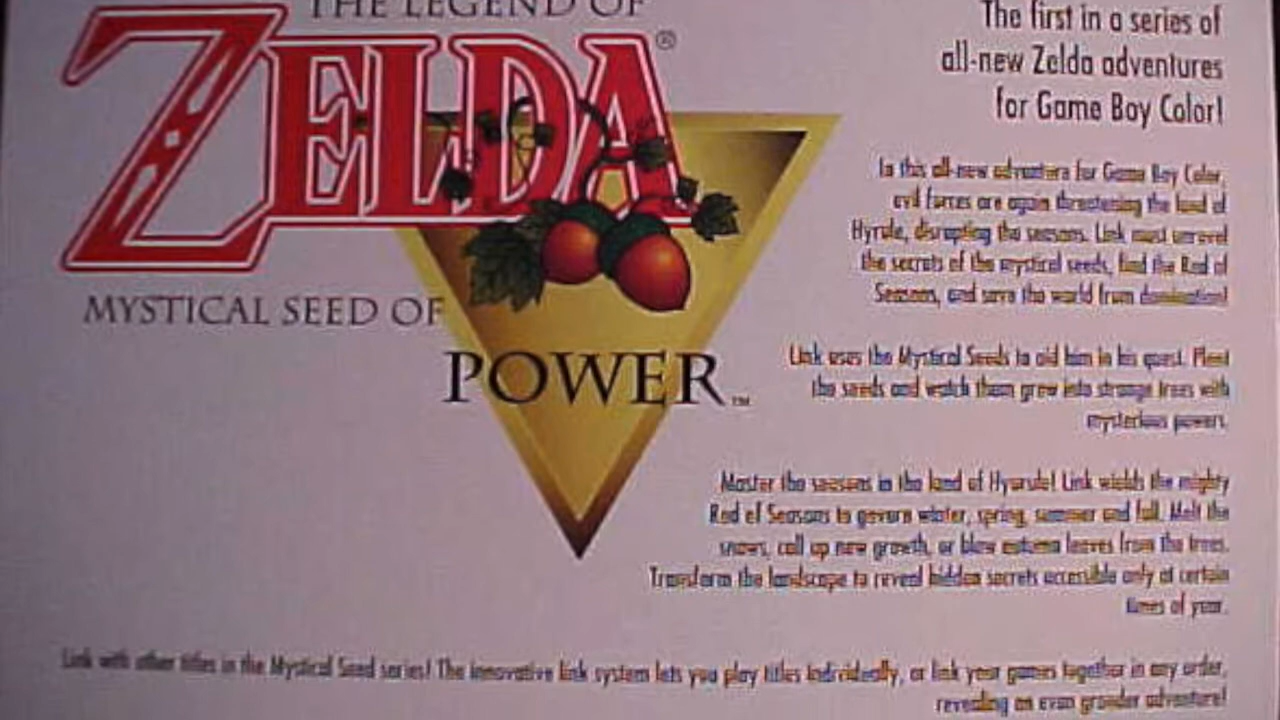 THE LEGEND OF
ZELDA®
MYSTICAL SEED OF
POWER™
The first in a series of
all-new Zelda adventures
for Game Boy Color!
In this all-new adventure for Game Boy Color,
evil forces are again threatening the land of
Hyrule, disrupting the seasons. Link must unravel
the secrets of the mystical seeds, find the Rod of
Seasons, and save the world from domination!
Link uses the Mystical Seeds to aid him in his quest. Plant
the seeds and watch them grow into strange trees with
mysterious powers.
Master the seasons in the land of Hyurule! Link wields the mighty
Rod of Seasons to govern winter, spring, summer and fall. Melt the
snows, call up new growth, or blow autumn leaves from the trees.
Transform the landscape to reveal hidden secrets accessible only at certain
times of year.
Link with other titles in the Mystical Seed series! The innovative link system lets you play titles individually, or link your games together in any order,
revealing an even grander adventure!